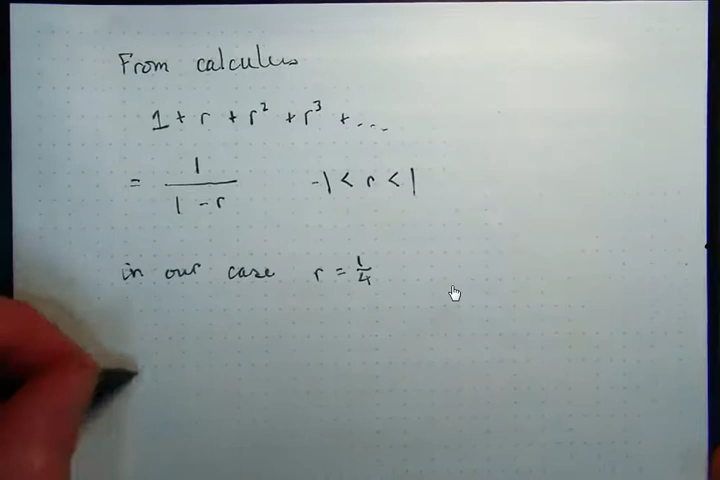 From calculus
1 + r + r² + r³ + ...
= 1/(1 - r)    -1 < r < 1
in our case r = 1/4